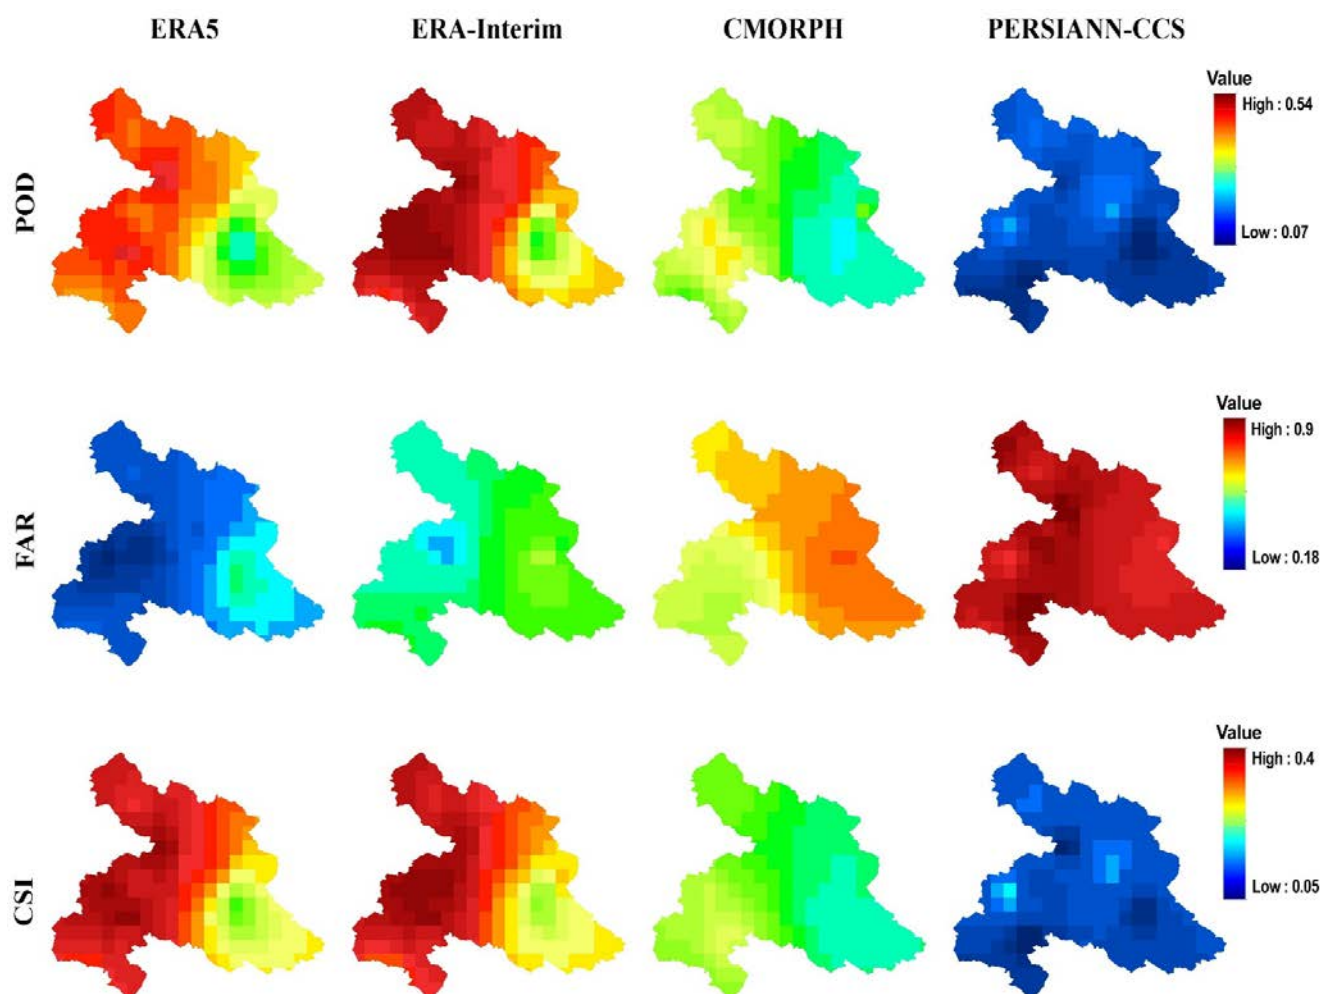 ERA5 ERA-Interim CMORPH PERSIANN-CCS
POD
Value
High : 0.54
Low : 0.07
FAR
Value
High : 0.9
Low : 0.18
CSI
Value
High : 0.4
Low : 0.05